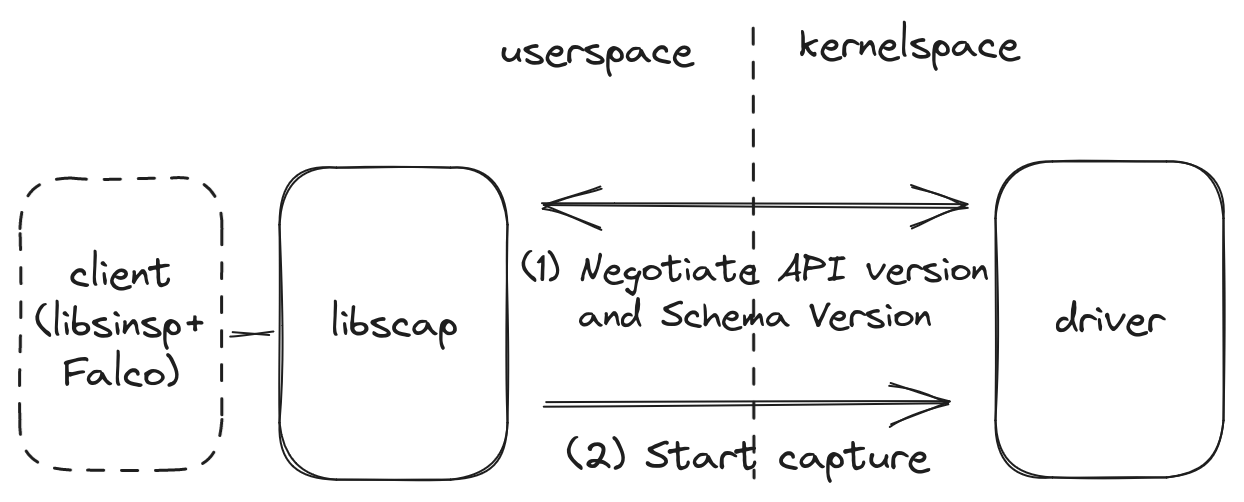 userspace
kernelspace
client
(libsinsp+
Falco)
libscap
(1) Negotiate API version
and Schema Version
(2) Start capture
driver